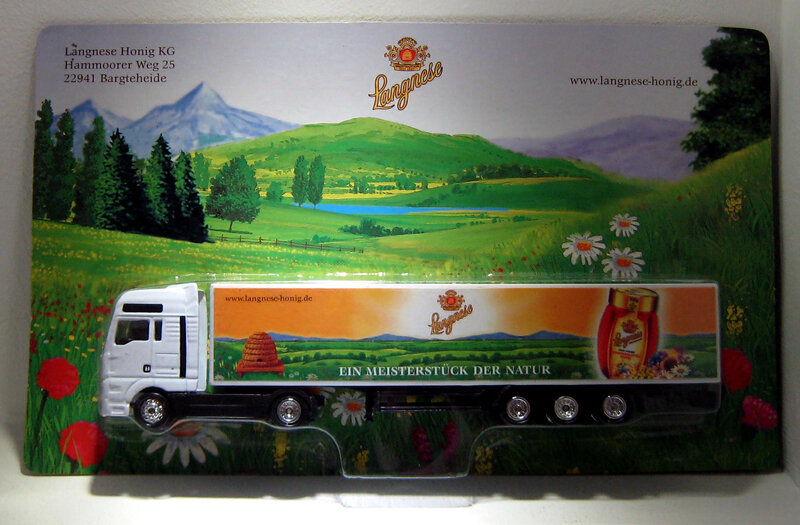 Langnese Honig KG
Hammoorer Weg 25
22941 Bargteheide
Langnese
www.langnese-honig.de
www.langnese-honig.de
Langnese
Langnese
EIN MEISTERSTÜCK DER NATUR